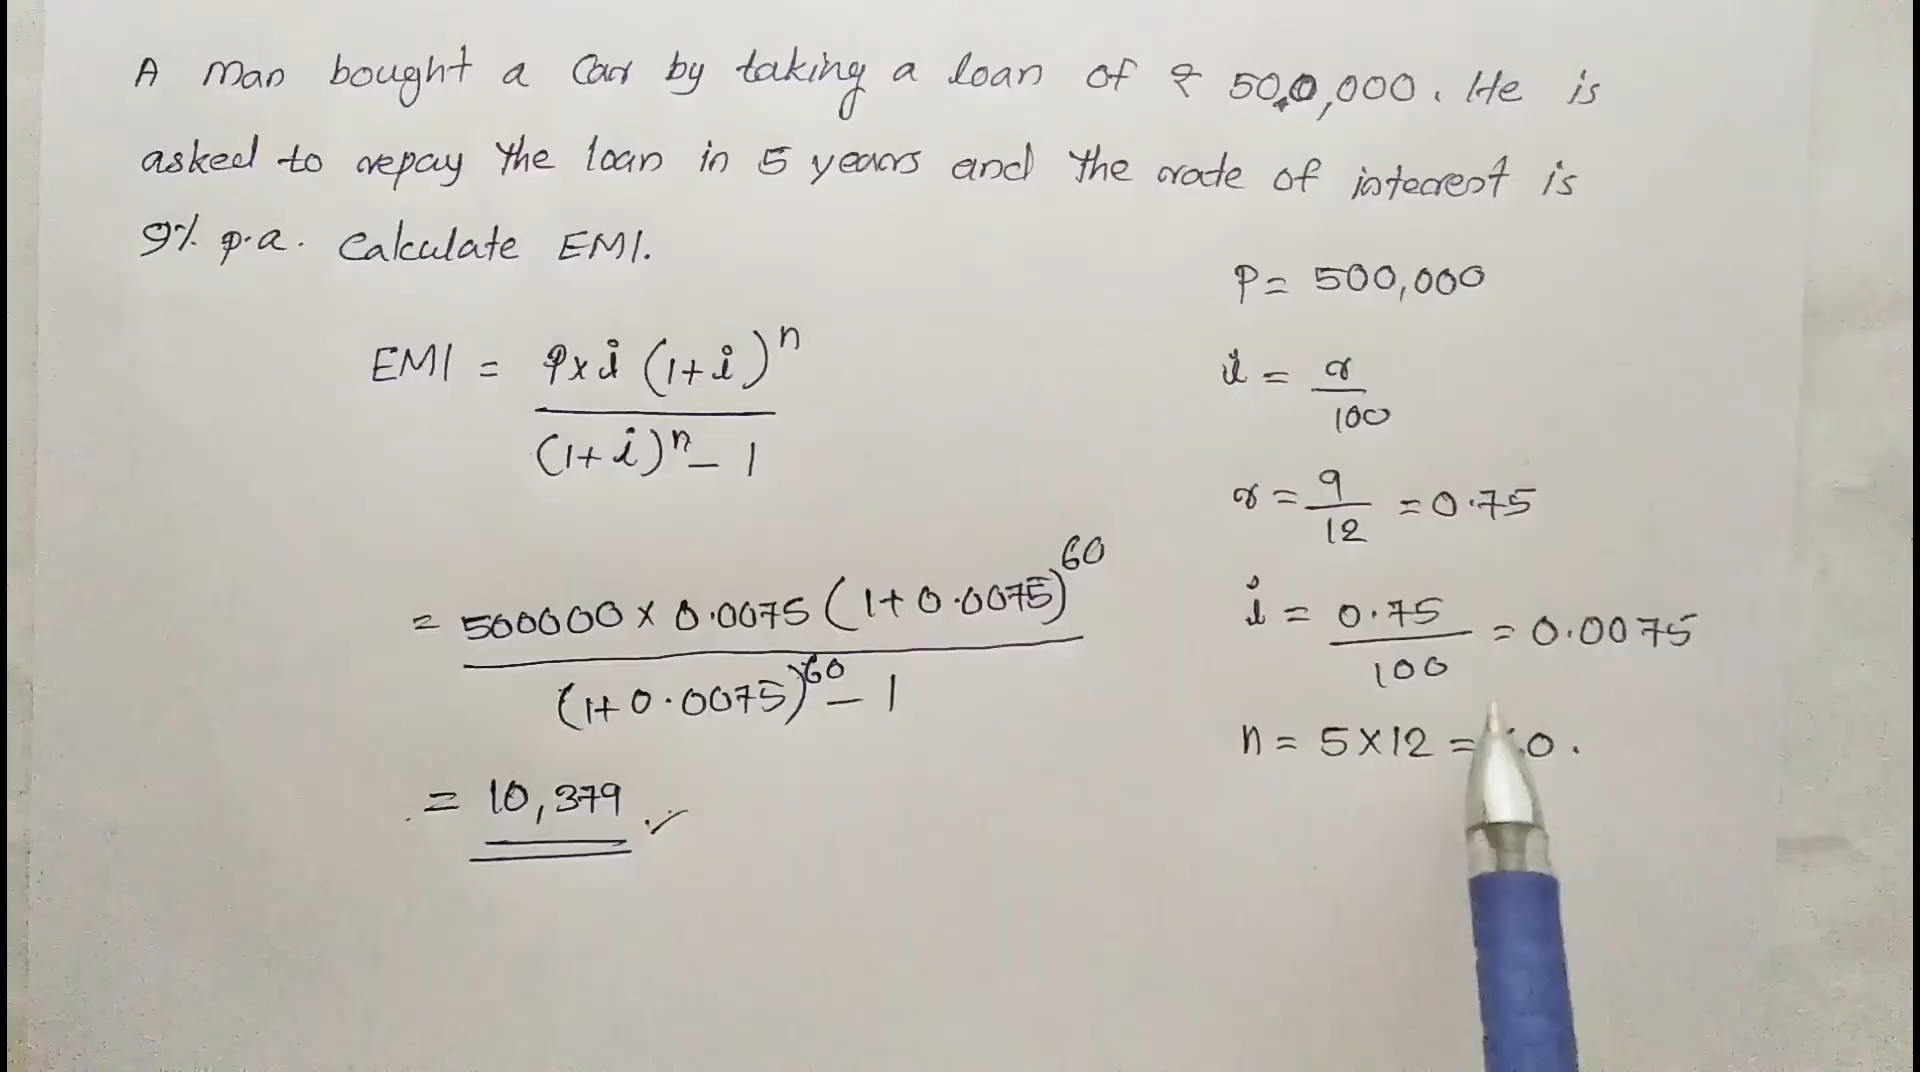 A man bought a Car by taking a loan of ₹ 500,000. He is
asked to repay the loan in 5 years and the rate of interest is
9% p.a. Calculate EMI.
P = 500,000
EMI = P x i (1+i)^n
(1+i)^n - 1
i = r
100
r = 9 = 0.75
12
= 500000 x 0.0075 (1+0.0075)^60
(1+0.0075)^60 - 1
i = 0.75 = 0.0075
100
n = 5x12 = 0.
= 10,379 ✓